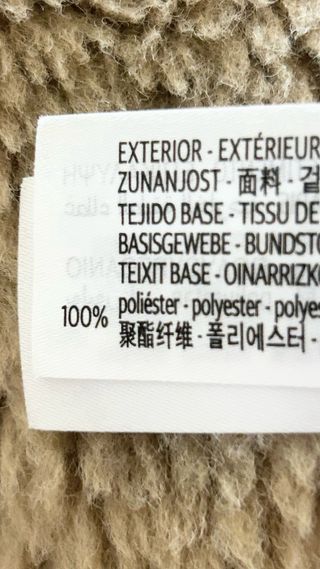 EXTERIOR - EXTÉRIEUR
ZUNANJOST - 面料 - 겉
TEJIDO BASE - TISSU DE
BASISGEWEBE - BUNDSTO
TEIXIT BASE - OINARRIZKO
100% poliéster - polyester - polyes
聚酯纤维 - 폴리에스터 -